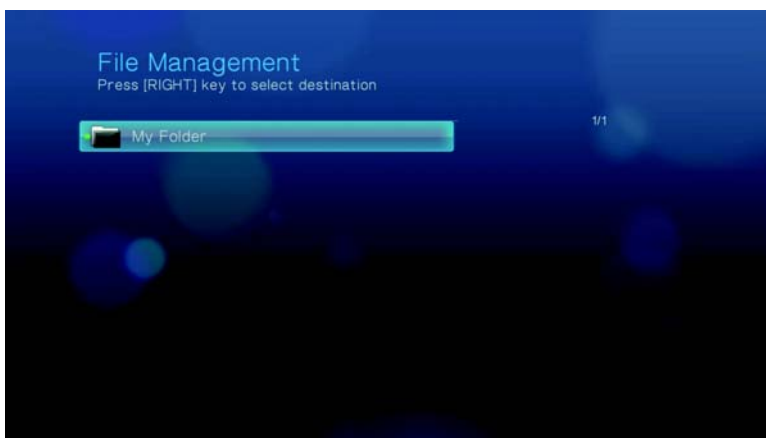 File Management
Press [RIGHT] key to select destination
1/1
My Folder